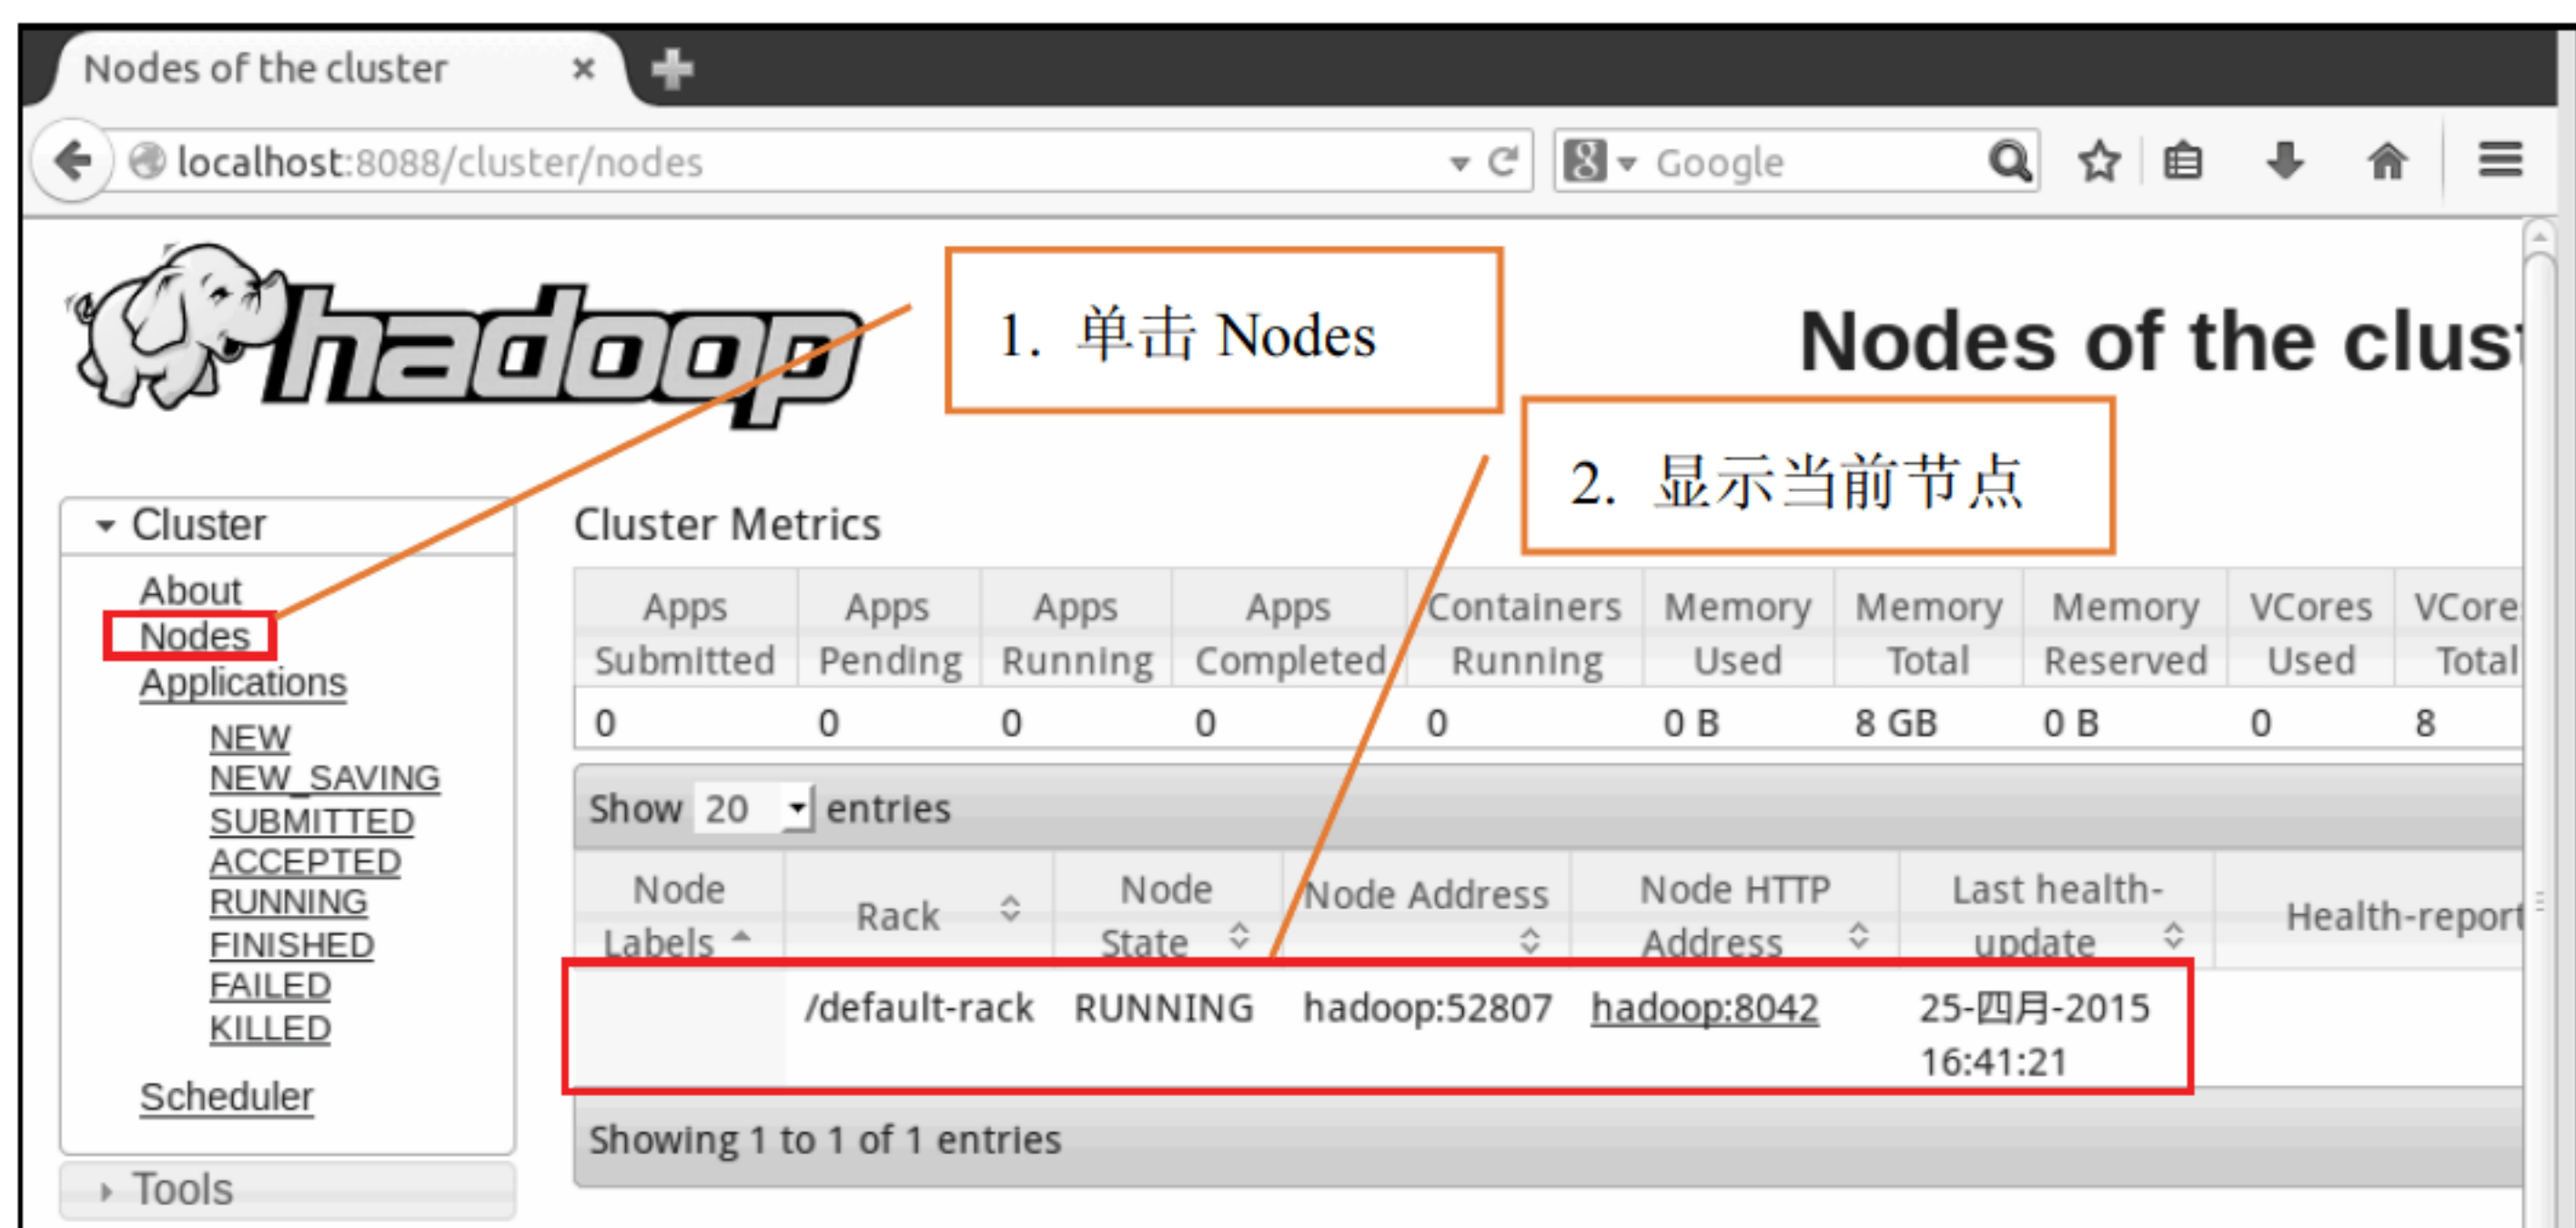 Nodes of the cluster
localhost:8088/cluster/nodes
Google
hadoop
1. 单击 Nodes
Nodes of the clust
2. 显示当前节点
Cluster
About
Nodes
Applications
NEW
NEW_SAVING
SUBMITTED
ACCEPTED
RUNNING
FINISHED
FAILED
KILLED
Scheduler
Tools
Cluster Metrics
Apps Submitted Apps Pending Apps Running Apps Completed Containers Running Memory Used Memory Total Memory Reserved VCores Used VCores Total
0 0 0 0 0 0 B 8 GB 0 B 0 8
Show 20 entries
Node Labels Rack Node State Node Address Node HTTP Address Last health-update Health-report
/default-rack RUNNING hadoop:52807 hadoop:8042 25-四月-2015
16:41:21
Showing 1 to 1 of 1 entries